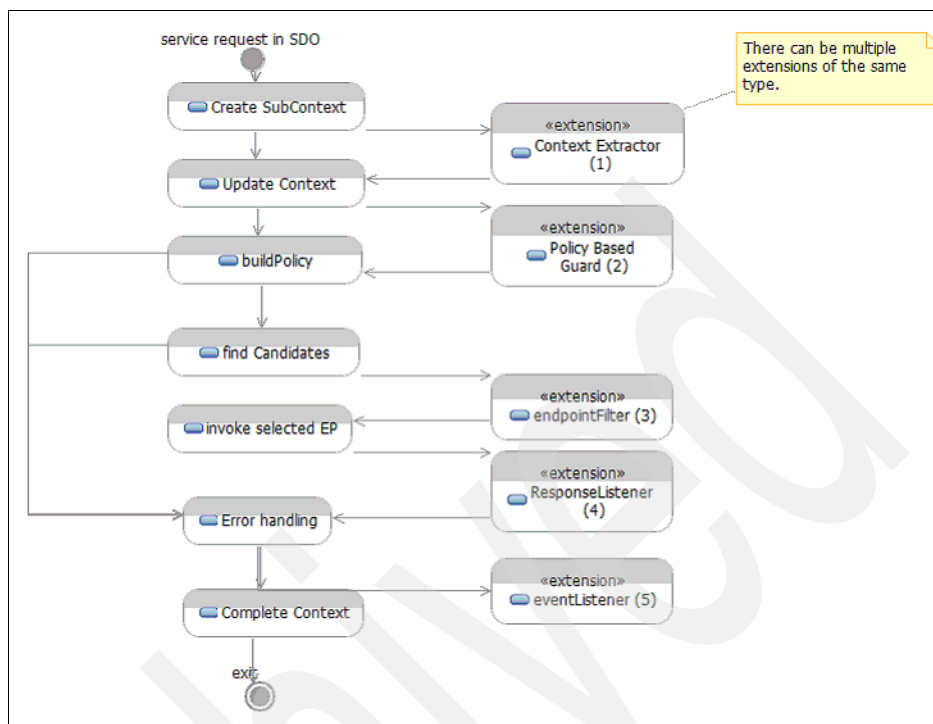 service request in SDO
There can be multiple
extensions of the same
type.
Create SubContext
«extension»
Context Extractor
(1)
Update Context
«extension»
Policy Based
Guard (2)
buildPolicy
find Candidates
«extension»
endpointFilter (3)
invoke selected EP
«extension»
ResponseListener
(4)
Error handling
«extension»
eventListener (5)
Complete Context
exit